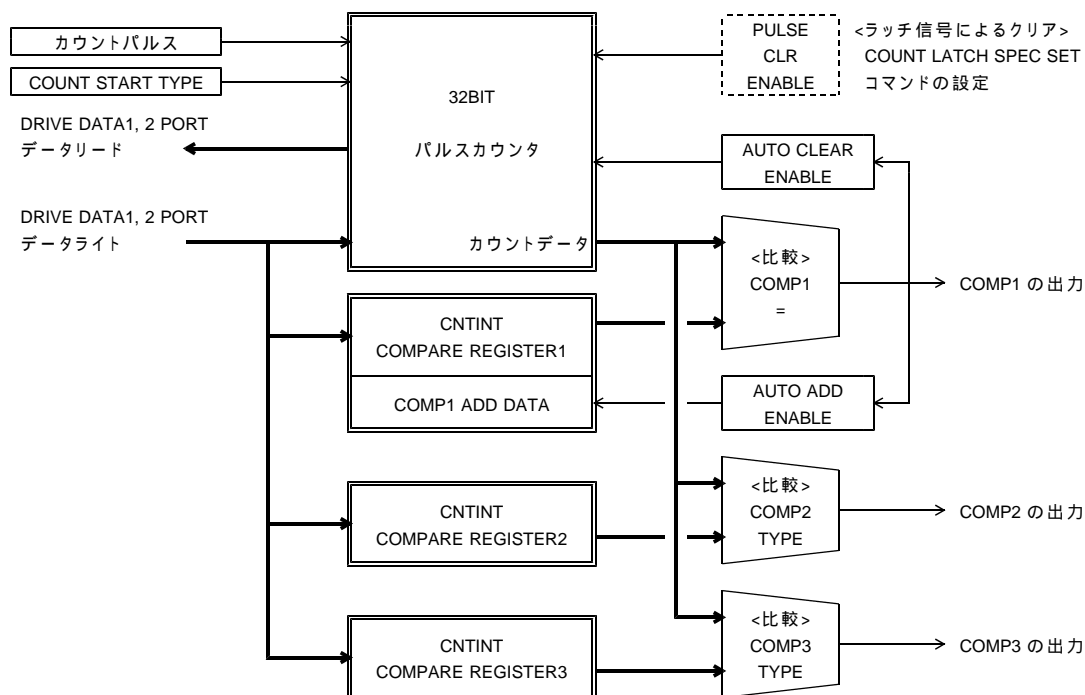 カウントパルス
COUNT START TYPE
DRIVE DATA1, 2 PORT
データリード
DRIVE DATA1, 2 PORT
データライト
32BIT
パルスカウンタ
カウントデータ
PULSE
CLR
ENABLE
<ラッチ信号によるクリア>
COUNT LATCH SPEC SET
コマンドの設定
AUTO CLEAR
ENABLE
<比較>
COMP1
=
COMP1 の出力
CNTINT
COMPARE REGISTER1
COMP1 ADD DATA
AUTO ADD
ENABLE
CNTINT
COMPARE REGISTER2
<比較>
COMP2
TYPE
COMP2 の出力
CNTINT
COMPARE REGISTER3
<比較>
COMP3
TYPE
COMP3 の出力